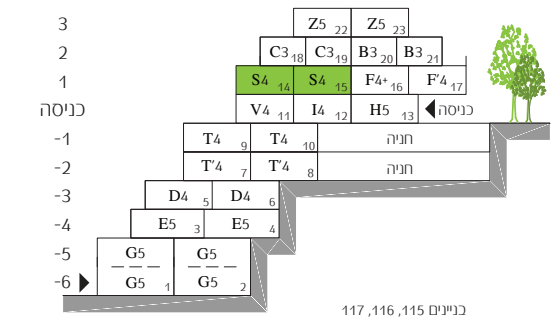 3 Z5 22 Z5 23
2 C3 18 C3 19 B3 20 B3 21
1 S4 14 S4 15 F4+ 16 F'4 17
כניסה V4 11 I4 12 H5 13 כניסה
-1 T4 9 T4 10 חניה
-2 T'4 7 T'4 8 חניה
-3 D4 5 D4 6
-4 E5 3 E5 4
-5 G5 G5
-6 G5 1 G5 2
בניינים 115, 116, 117